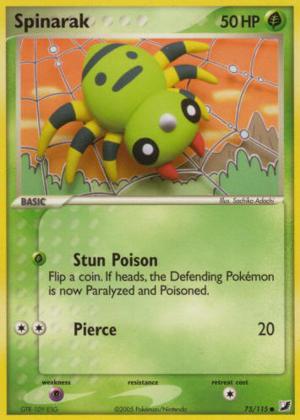 Spinarak 50 HP
Illus. Sachiko Adachi
BASIC
Stun Poison
Flip a coin. If heads, the Defending Pokémon
is now Paralyzed and Poisoned.
Pierce 20
weakness resistance retreat cost
©2005 Pokémon/Nintendo 75/115